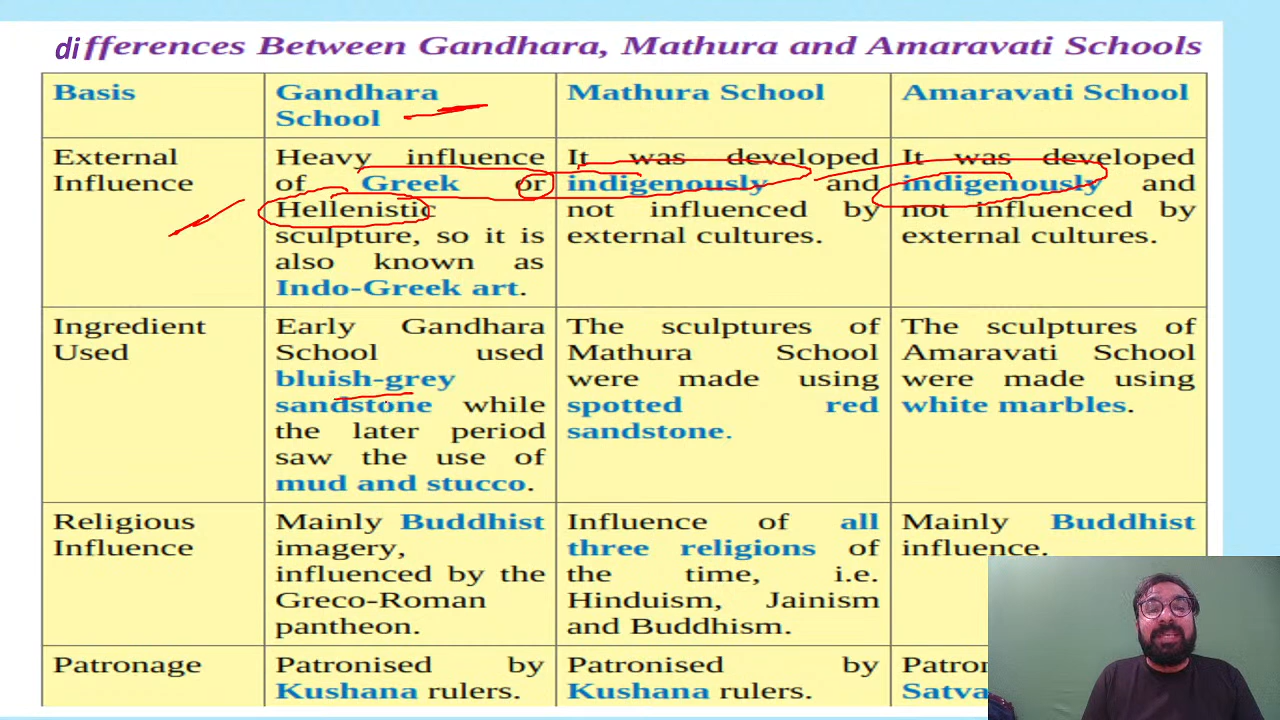 differences Between Gandhara, Mathura and Amaravati Schools
Basis
Gandhara
School
Mathura School
Amaravati School
External
Influence
Heavy influence
of Greek or
Hellenistic
sculpture, so it is
also known as
Indo-Greek art.
It was developed
indigenously and
not influenced by
external cultures.
It was developed
indigenously and
not influenced by
external cultures.
Ingredient
Used
Early Gandhara
School used
bluish-grey
sandstone while
the later period
saw the use of
mud and stucco.
The sculptures of
Mathura School
were made using
spotted red
sandstone.
The sculptures of
Amaravati School
were made using
white marbles.
Religious
Influence
Mainly Buddhist
imagery,
influenced by the
Greco-Roman
pantheon.
Influence of all
three religions of
the time, i.e.
Hinduism, Jainism
and Buddhism.
Mainly Buddhist
influence.
Patronage
Patronised by
Kushana rulers.
Patronised by
Kushana rulers.